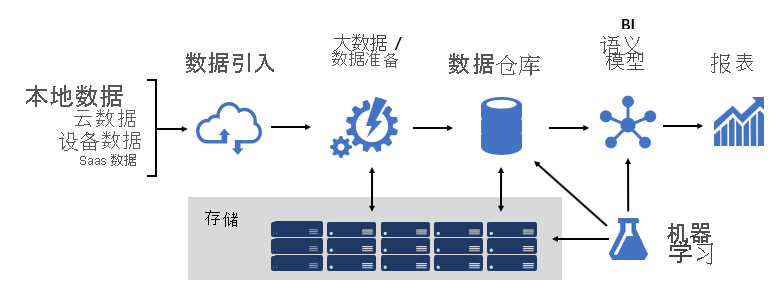 BI
语义
模型
大数据 /
数据准备
数据引入
数据仓库
报表
本地数据
云数据
设备数据
Saas 数据
存储
机器
学习